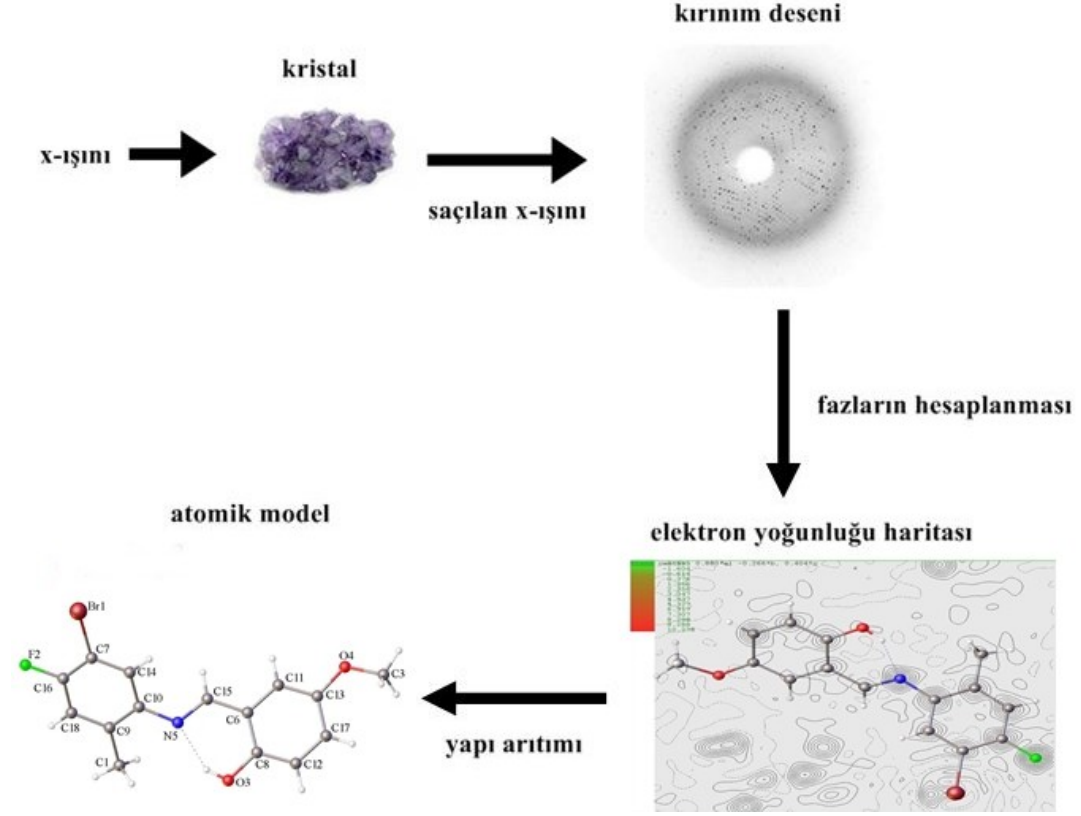 kırınım deseni
kristal
x-ışını
saçılan x-ışını
fazların hesaplanması
elektron yoğunluğu haritası
atomik model
Br1
F2
C7
C14
C16
C10
C18
C9
N5
C1
C15
C6
C11
O4
C3
C13
C17
C8
C12
O3
yapı arıtımı